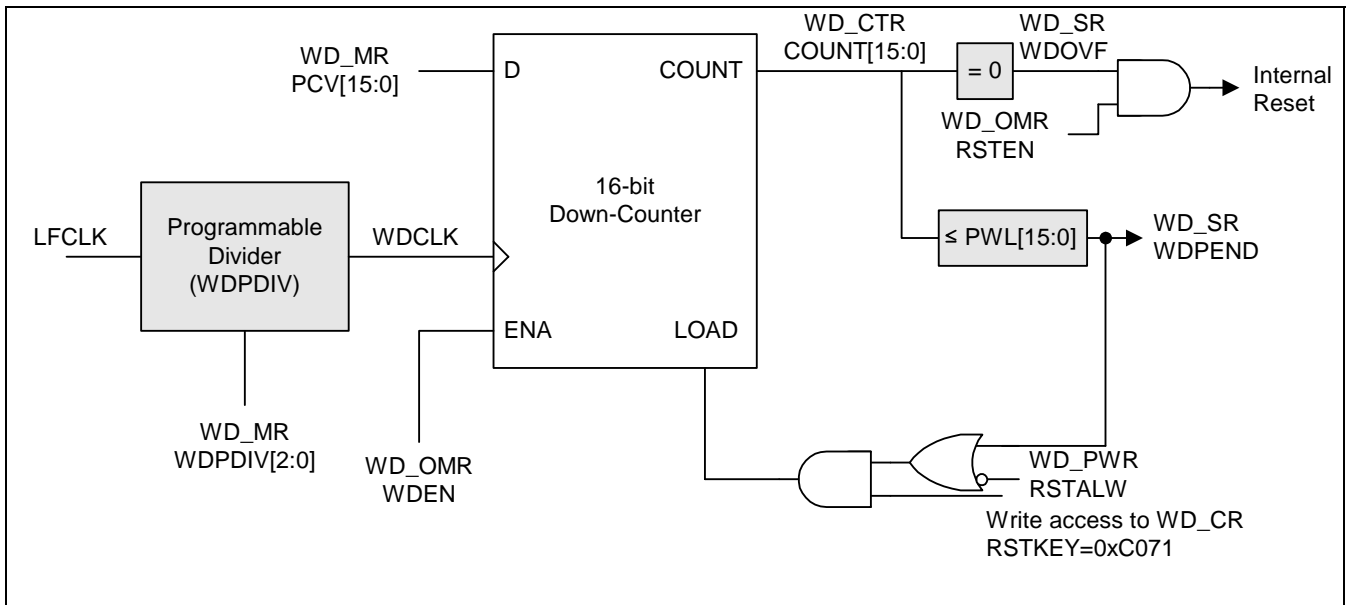 WD_MR
PCV[15:0]
D
COUNT
WD_CTR
COUNT[15:0]
= 0
WD_SR
WDOVF
Internal
Reset
WD_OMR
RSTEN
16-bit
Down-Counter
LFCLK
Programmable
Divider
(WDPDIV)
WDCLK
≤ PWL[15:0]
WD_SR
WDPEND
ENA
LOAD
WD_MR
WDPDIV[2:0]
WD_OMR
WDEN
WD_PWR
RSTALW
Write access to WD_CR
RSTKEY=0xC071